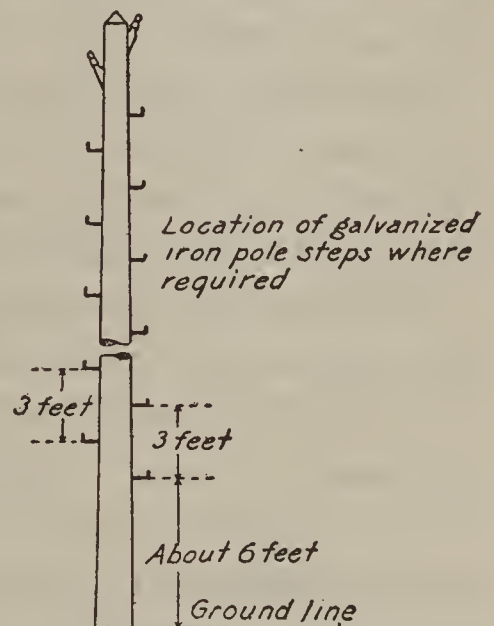 Location of galvanized
iron pole steps where
required
3 feet
3 feet
About 6 feet
Ground line